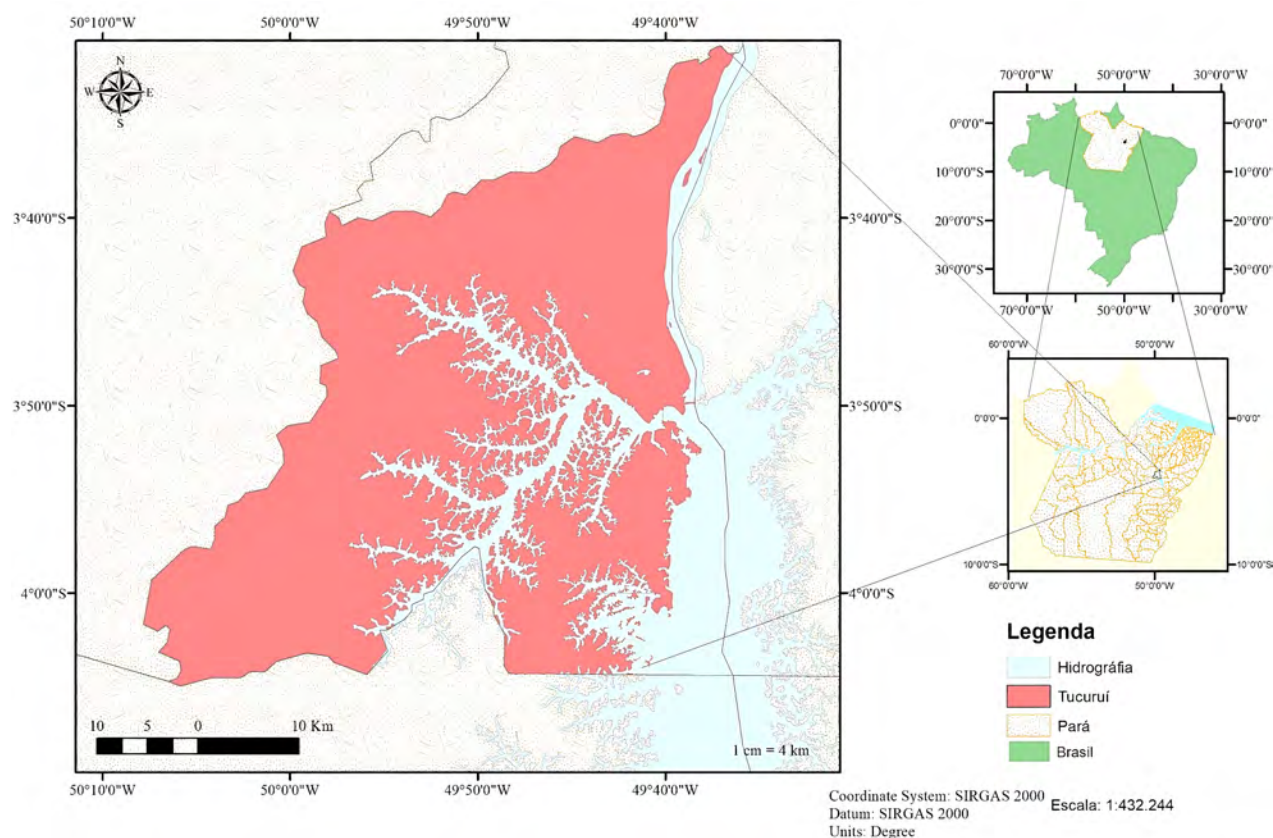 50°10'0"W 50°0'0"W 49°50'0"W 49°40'0"W
N
W E
S
3°40'0"S 3°40'0"S
3°50'0"S 3°50'0"S
4°0'0"S 4°0'0"S
10 5 0 10 Km
1 cm = 4 km
50°10'0"W 50°0'0"W 49°50'0"W 49°40'0"W
70°0'0"W 50°0'0"W 30°0'0"W
0°0'0" 0°0'0"
10°0'0"S 10°0'0"S
20°0'0"S 20°0'0"S
30°0'0"S 30°0'0"S
70°0'0"W 50°0'0"W 30°0'0"W
60°0'0"W 50°0'0"W
0°0'0" 0°0'0"
10°0'0"S 10°0'0"S
60°0'0"W 50°0'0"W
Legenda
Hidrográfia
Tucuruí
Pará
Brasil
Coordinate System: SIRGAS 2000
Datum: SIRGAS 2000
Units: Degree
Escala: 1:432.244